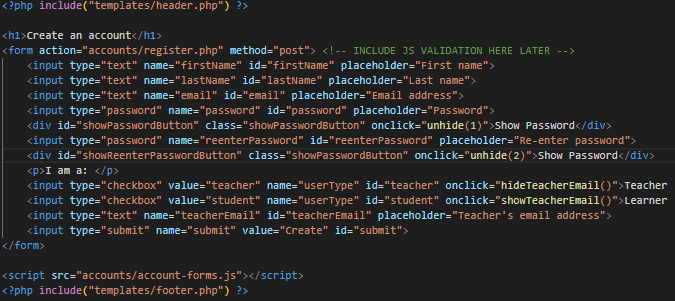 <?php include("templates/header.php") ?>
<h1>Create an account</h1>
<form action="accounts/register.php" method="post"> <!-- INCLUDE JS VALIDATION HERE LATER -->
<input type="text" name="firstName" id="firstName" placeholder="First name">
<input type="text" name="lastName" id="lastName" placeholder="Last name">
<input type="text" name="email" id="email" placeholder="Email address">
<input type="password" name="password" id="password" placeholder="Password">
<div id="showPasswordButton" class="showPasswordButton" onclick="unhide(1)">Show Password</div>
<input type="password" name="reenterPassword" id="reenterPassword" placeholder="Re-enter password">
<div id="showReenterPasswordButton" class="showPasswordButton" onclick="unhide(2)">Show Password</div>
<p>I am a: </p>
<input type="checkbox" value="teacher" name="userType" id="teacher" onclick="hideTeacherEmail()">Teacher
<input type="checkbox" value="student" name="userType" id="student" onclick="showTeacherEmail()">Learner
<input type="text" name="teacherEmail" id="teacherEmail" placeholder="Teacher's email address">
<input type="submit" name="submit" value="Create" id="submit">
</form>
<script src="accounts/account-forms.js"></script>
<?php include("templates/footer.php") ?>